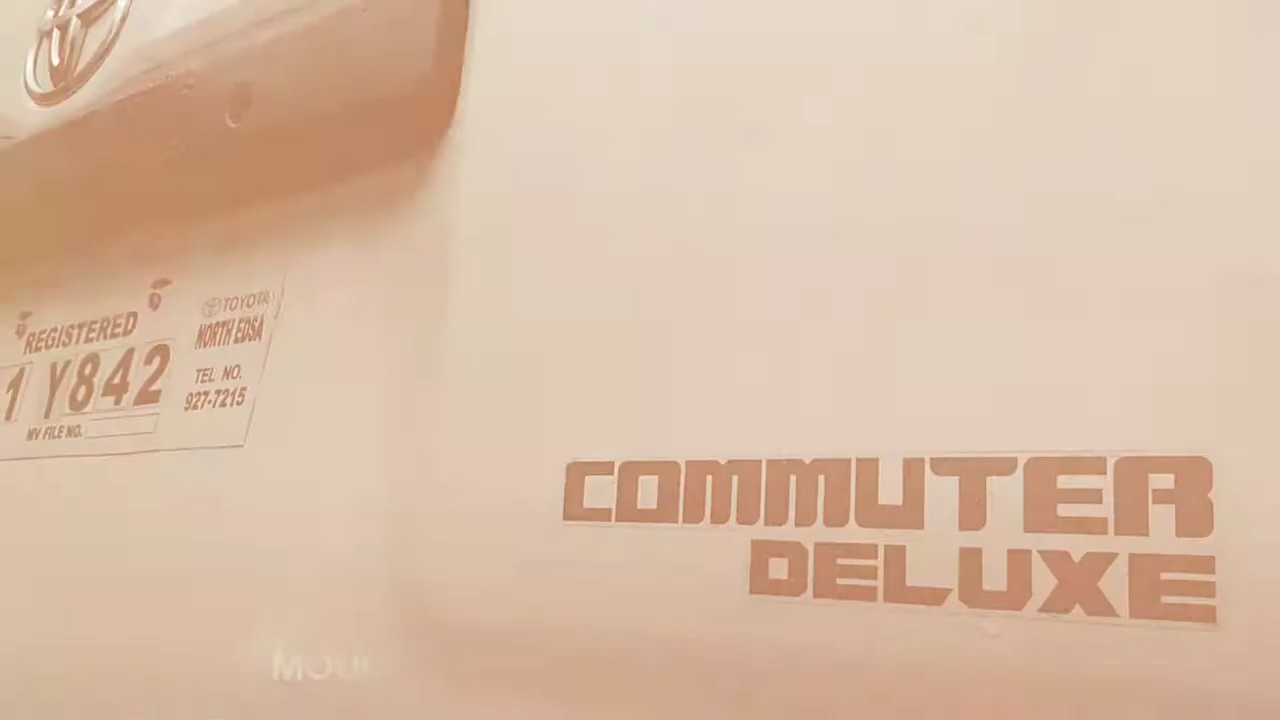 REGISTERED
1 Y842
MV FILE NO.
TOYOTA
NORTH EDSA
TEL NO.
927-7215
COMMUTER
DELUXE